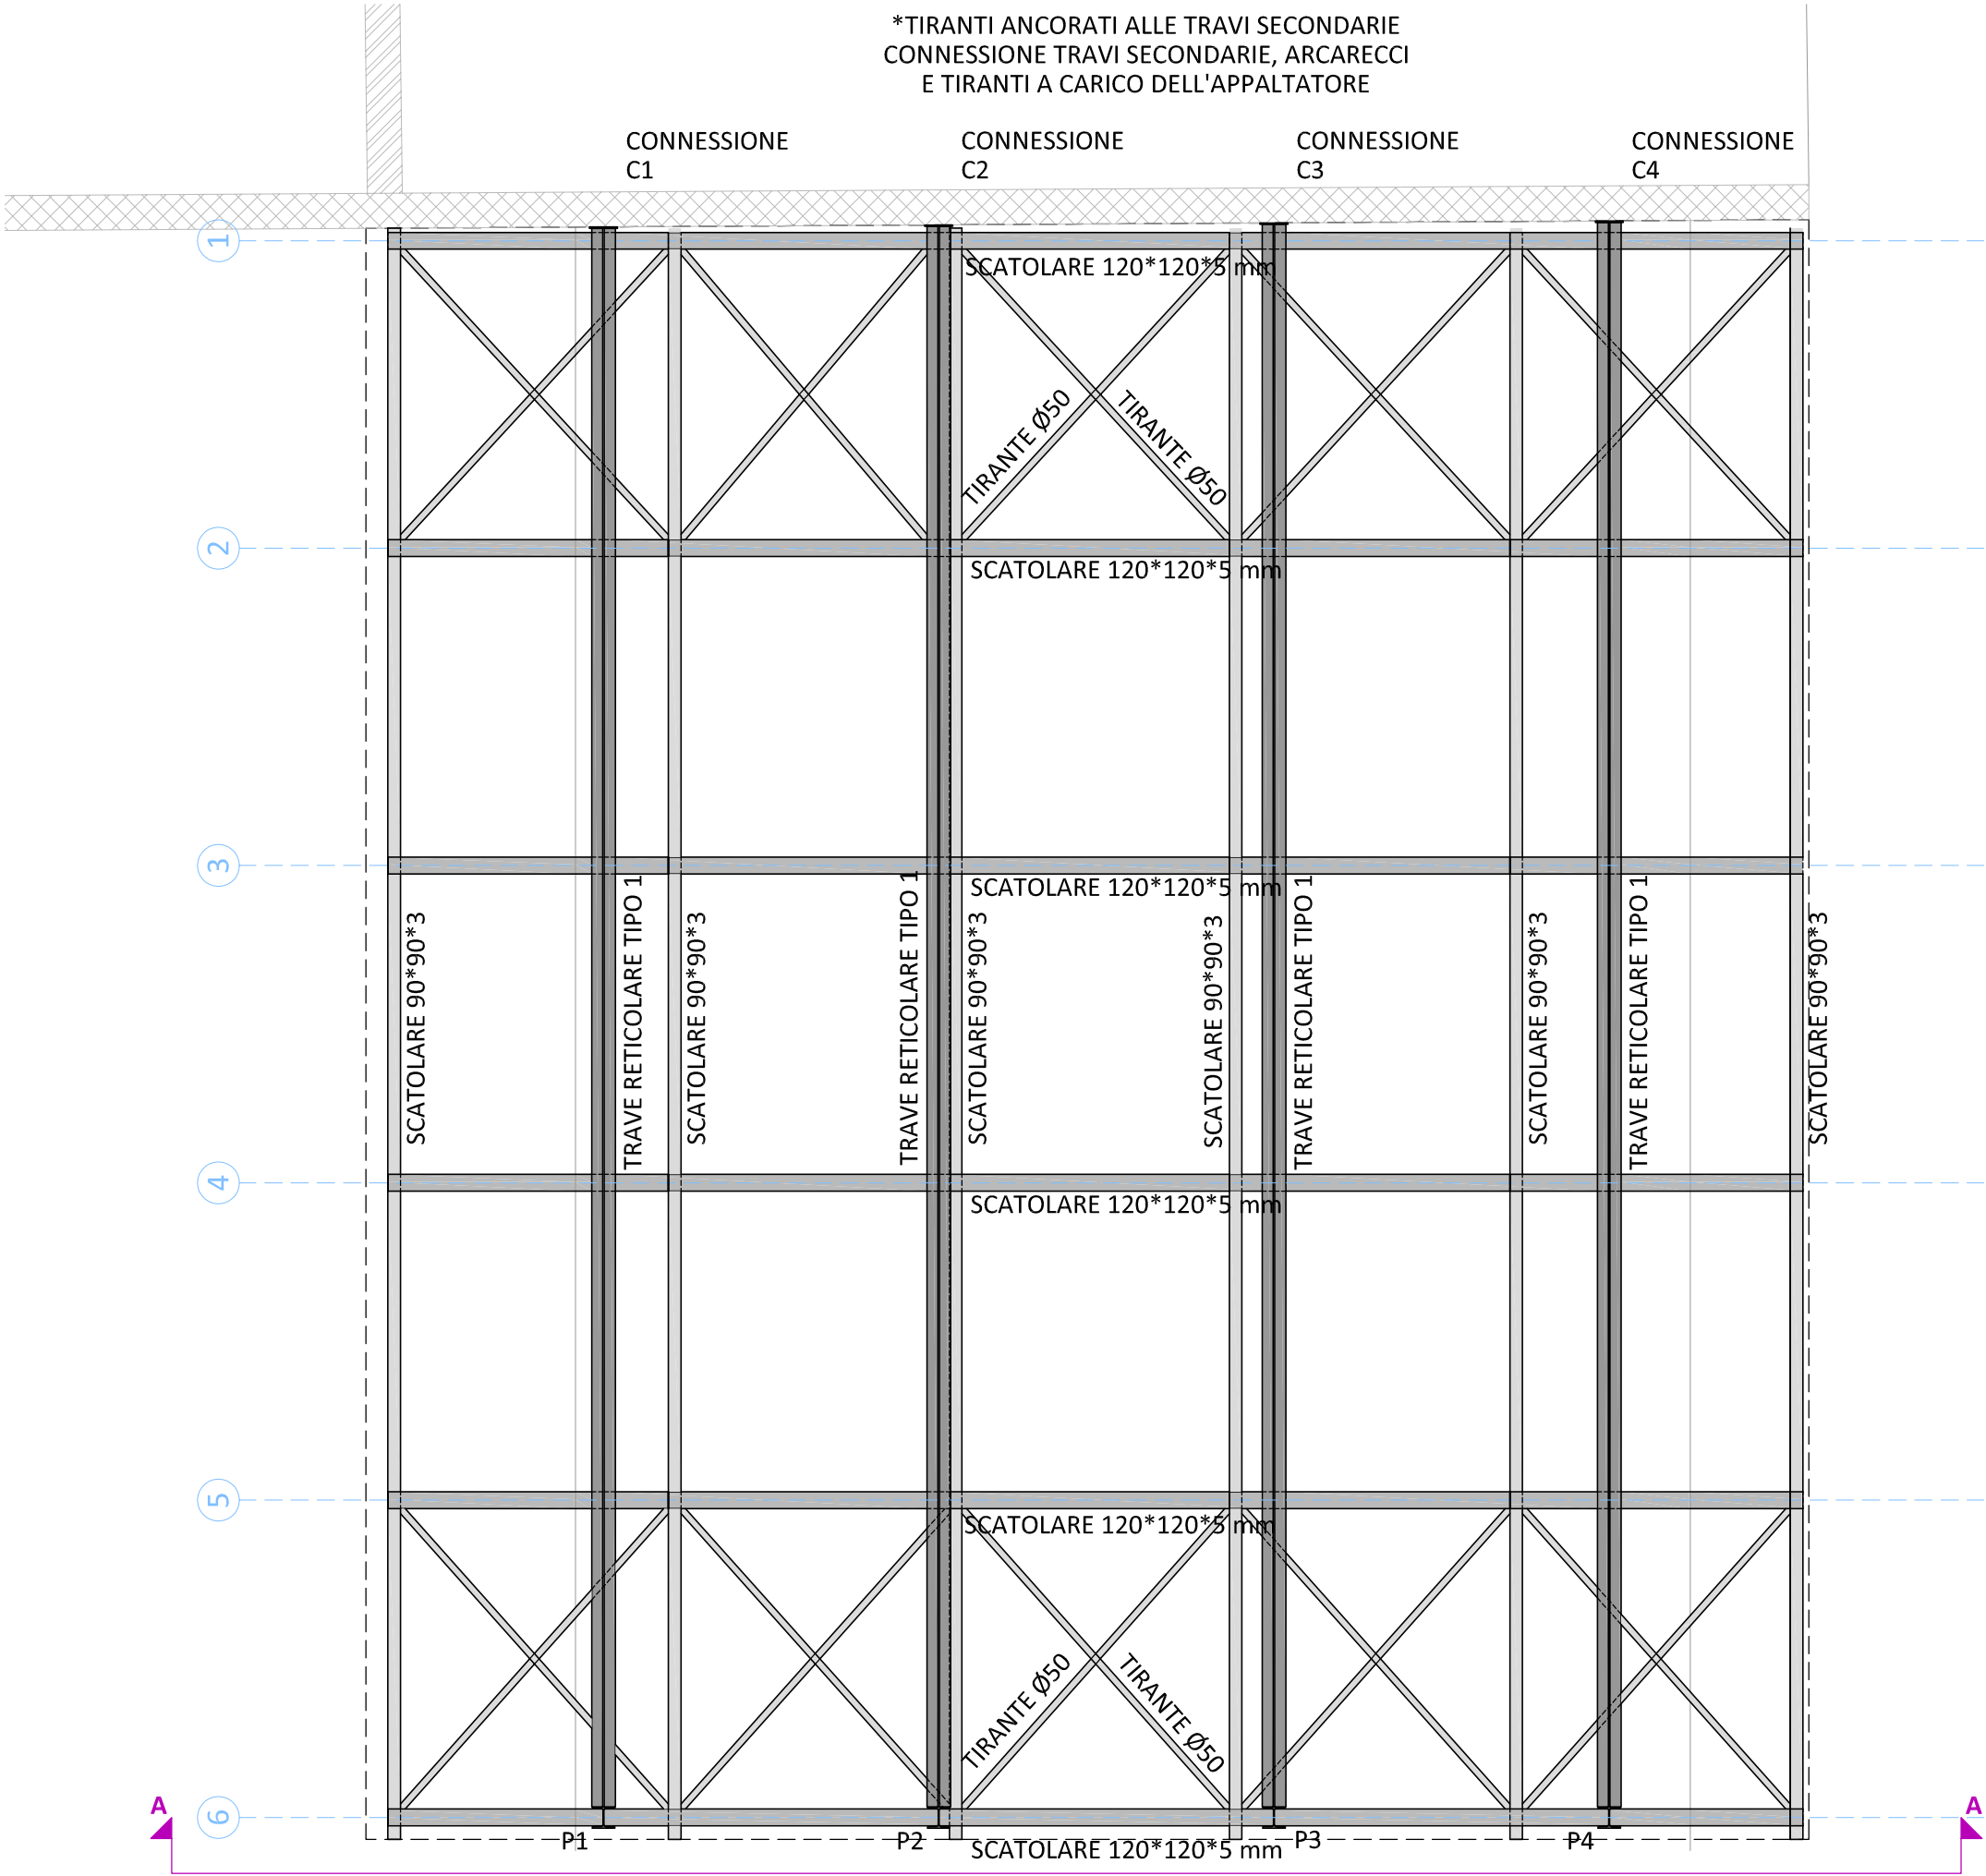 *TIRANTI ANCORATI ALLE TRAVI SECONDARIE
CONNESSIONE TRAVI SECONDARIE, ARCARECCI
E TIRANTI A CARICO DELL'APPALTATORE
CONNESSIONE
C1
CONNESSIONE
C2
CONNESSIONE
C3
CONNESSIONE
C4
1
SCATOLARE 120*120*5 mm
TIRANTE Ø50
TIRANTE Ø50
2
SCATOLARE 120*120*5 mm
3
SCATOLARE 120*120*5 mm
SCATOLARE 90*90*3
TRAVE RETICOLARE TIPO 1
SCATOLARE 90*90*3
TRAVE RETICOLARE TIPO 1
SCATOLARE 90*90*3
SCATOLARE 90*90*3
TRAVE RETICOLARE TIPO 1
SCATOLARE 90*90*3
TRAVE RETICOLARE TIPO 1
SCATOLARE 90*90*3
4
SCATOLARE 120*120*5 mm
5
SCATOLARE 120*120*5 mm
TIRANTE Ø50
TIRANTE Ø50
A
A
6
P1
P2
P3
P4
SCATOLARE 120*120*5 mm